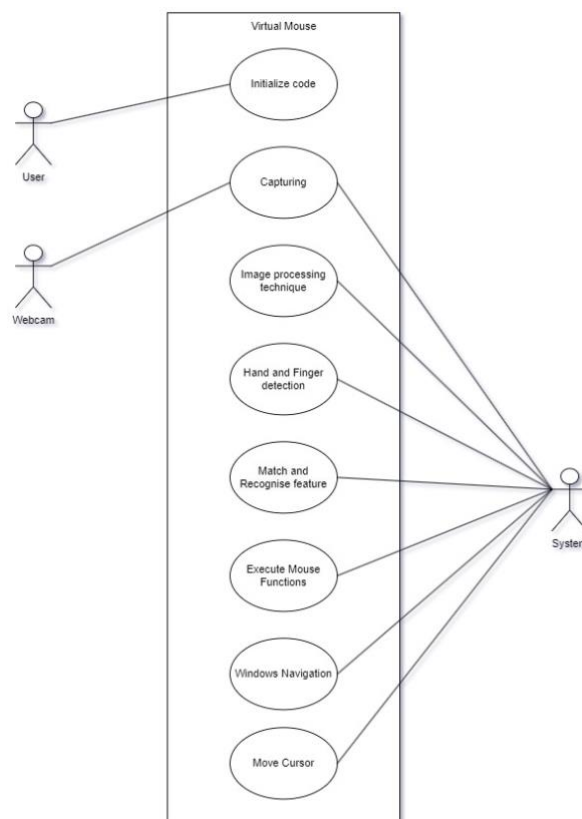 Virtual Mouse
Initialize code
User
Capturing
Image processing
technique
Webcam
Hand and Finger
detection
Match and
Recognise feature
System
Execute Mouse
Functions
Windows Navigation
Move Cursor